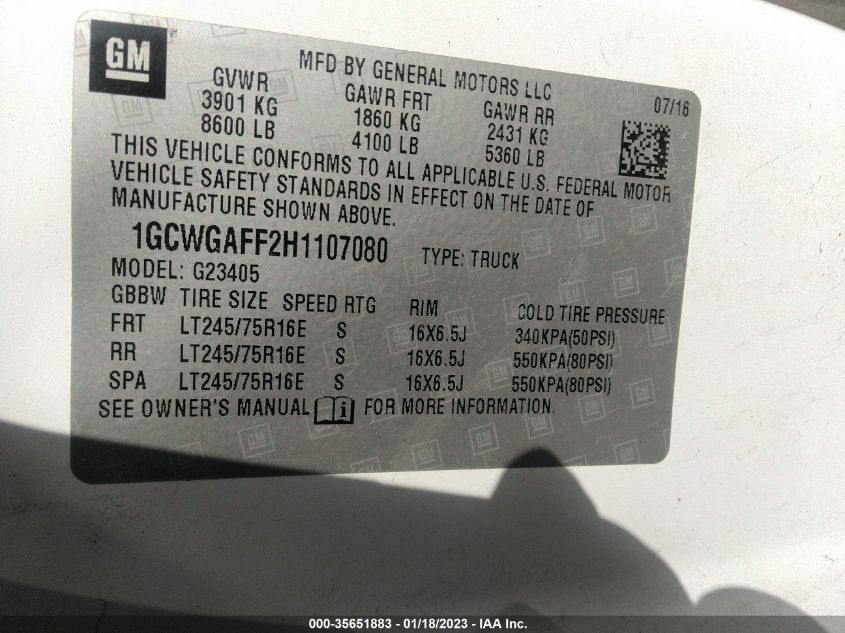 GM
MFD BY GENERAL MOTORS LLC
07/16
GVWR GAWR FRT GAWR RR
3901 KG 1860 KG 2431 KG
8600 LB 4100 LB 5360 LB
THIS VEHICLE CONFORMS TO ALL APPLICABLE U.S. FEDERAL MOTOR
VEHICLE SAFETY STANDARDS IN EFFECT ON THE DATE OF
MANUFACTURE SHOWN ABOVE.
1GCWGAFF2H1107080 TYPE: TRUCK
MODEL: G23405
GBBW TIRE SIZE SPEED RTG RIM COLD TIRE PRESSURE
FRT LT245/75R16E S 16X6.5J 340KPA(50PSI)
RR LT245/75R16E S 16X6.5J 550KPA(80PSI)
SPA LT245/75R16E S 16X6.5J 550KPA(80PSI)
SEE OWNER'S MANUAL i FOR MORE INFORMATION.
000-35651883 - 01/18/2023 - IAA Inc.